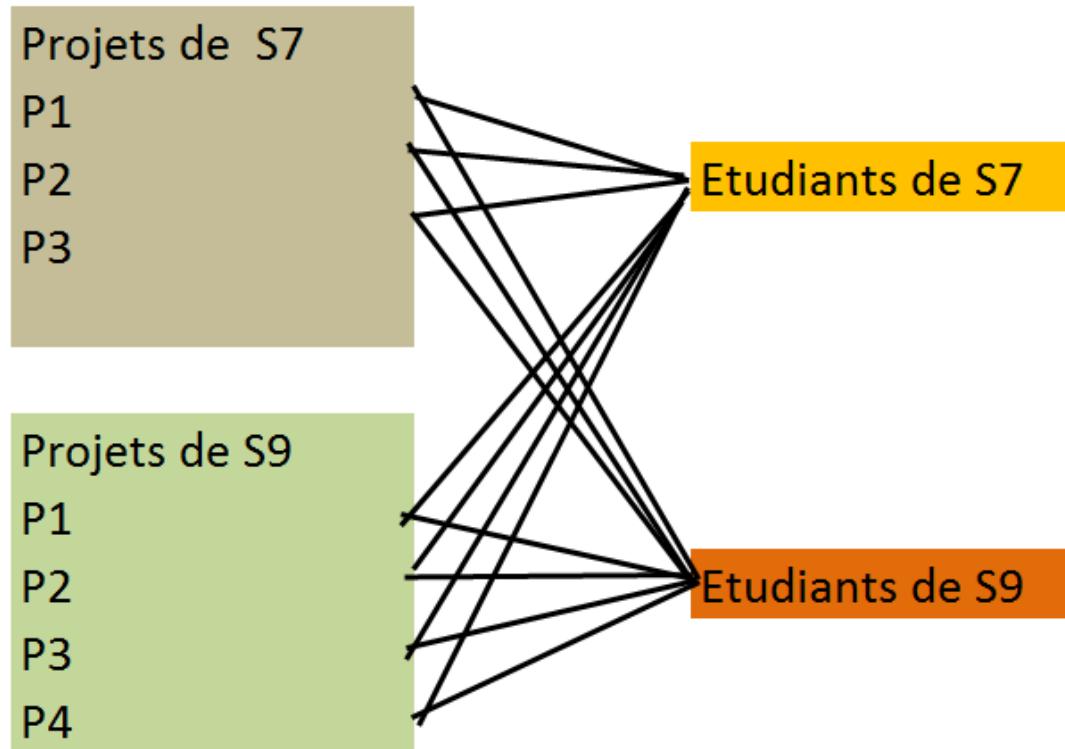 Projets de S7
P1
P2
P3
Etudiants de S7
Projets de S9
P1
P2
P3
P4
Etudiants de S9